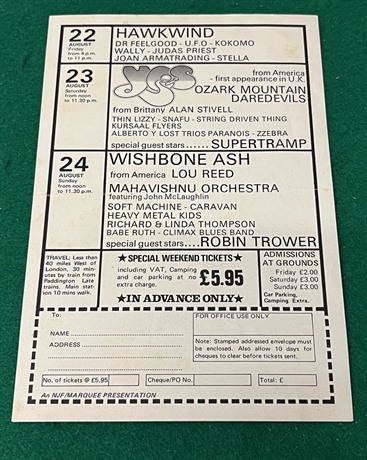 22
AUGUST
Friday
from 4 p.m.
to 11 p.m.
HAWKWIND
DR FEELGOOD - U.F.O - KOKOMO
WALLY - JUDAS PRIEST
JOAN ARMATRADING - STELLA
23
AUGUST
Saturday
from noon
to 11.30 p.m.
Yes
from America
- first appearance in U.K.
OZARK MOUNTAIN
DAREDEVILS
from Brittany ALAN STIVELL
THIN LIZZY - SNAFU - STRING DRIVEN THING
KURSAAL FLYERS
ALBERTO Y LOST TRIOS PARANOIS - ZZEBRA
special guest stars...... SUPERTRAMP
24
AUGUST
Sunday
from noon
to 11.30 p.m.
WISHBONE ASH
from America LOU REED
MAHAVISHNU ORCHESTRA
featuring John McLaughlin
SOFT MACHINE - CARAVAN
HEAVY METAL KIDS
RICHARD & LINDA THOMPSON
BABE RUTH - CLIMAX BLUES BAND
special guest stars....ROBIN TROWER
TRAVEL: Less than
40 miles West of
London. 30 min-
utes by train from
Paddington Late
trains. Main stat-
ion 10 mins walk.
★SPECIAL WEEKEND TICKETS★
including VAT, Camping
and car parking at no
extra charge.
£5.95
★IN ADVANCE ONLY★
ADMISSIONS
AT GROUNDS
Friday £2.00
Saturday £3.00
Sunday £3.00
Car Parking,
Camping Extra.
To:
NAME
ADDRESS
FOR OFFICE USE ONLY
Note: Stamped addressed envelope must
be enclosed. Also allow 10 days for
cheques to clear before tickets sent.
No. of tickets @ £5.95
Cheque/PO No.
Total: £
An NJF/MARQUEE PRESENTATION